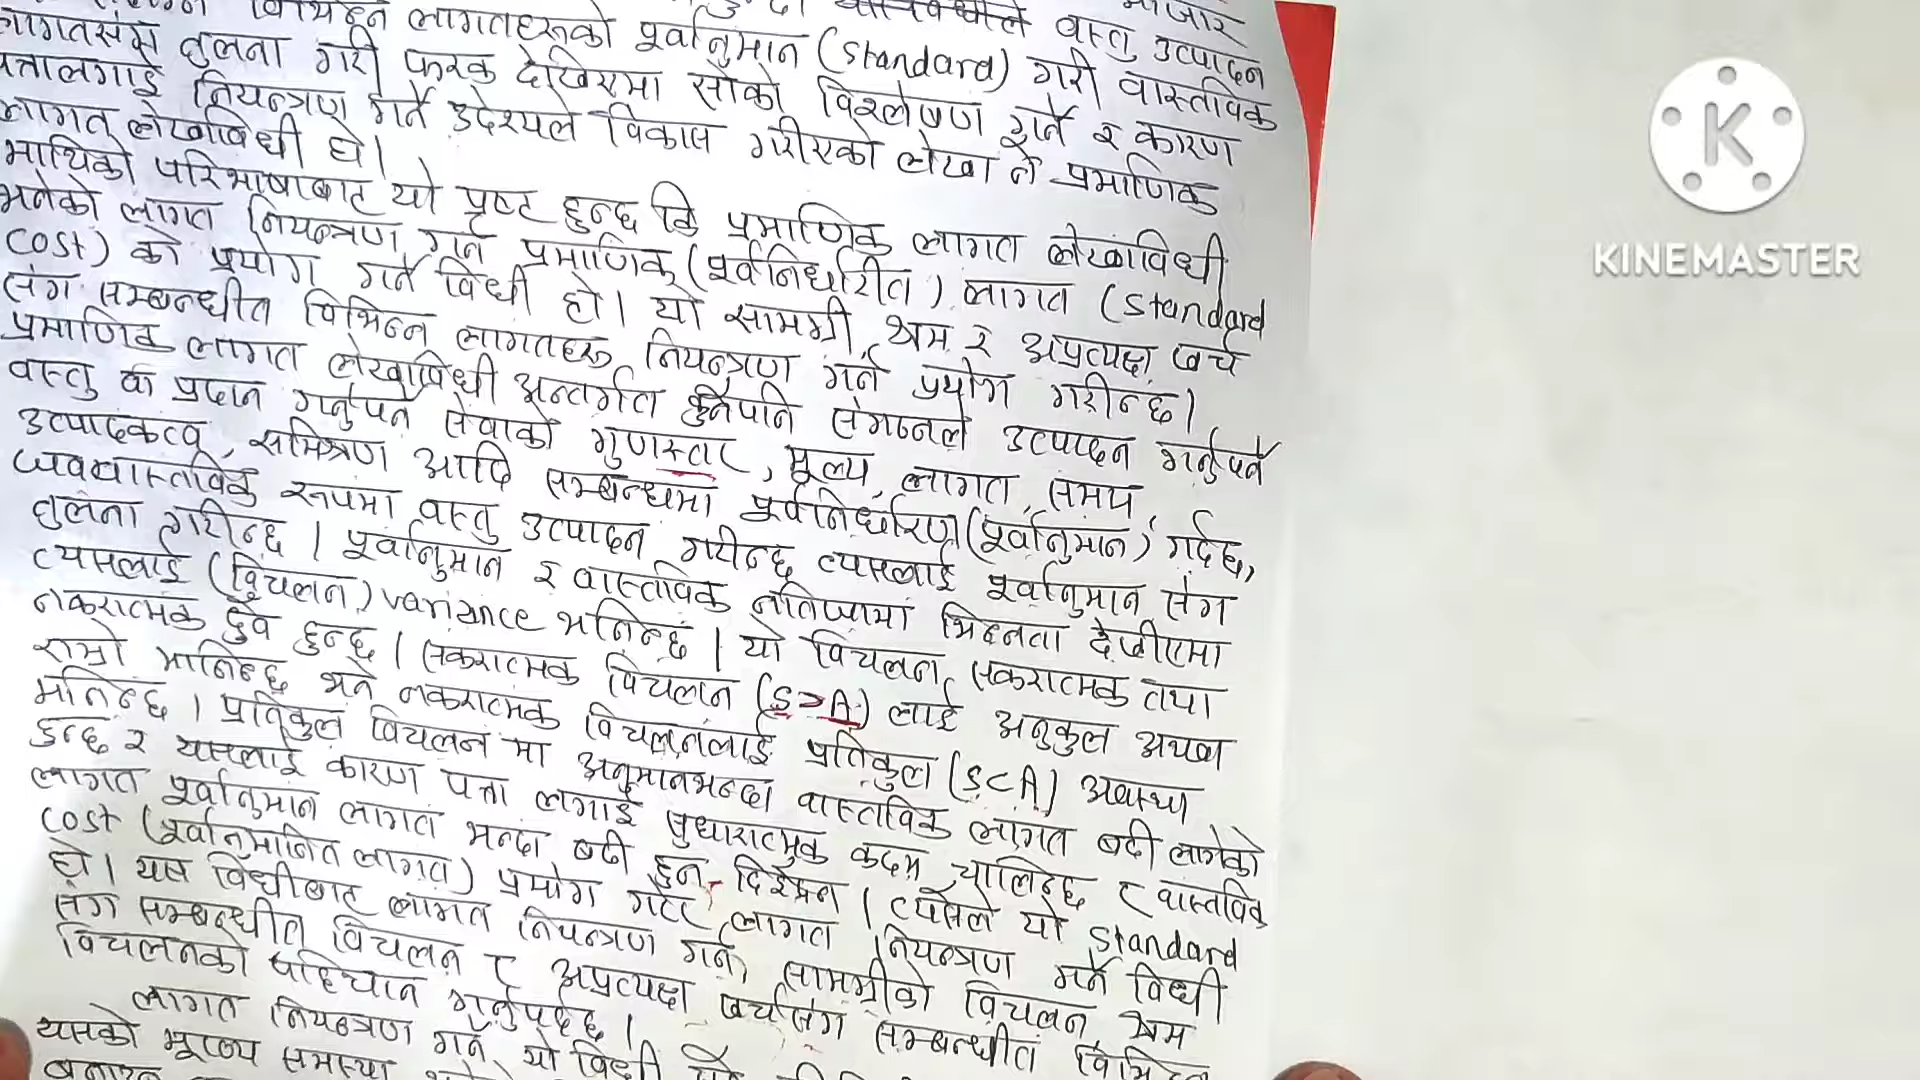 लागतहरूको पूर्वानुमान (Standard) गरी वास्तविक
लागतसंग तुलना गरी फरक देखिएमा सोको विश्लेषण गर्ने र कारण
पत्तालगाई नियन्त्रण गर्ने उदेश्यले विकास गरीएको लेखा नै प्रमाणिक
लागत लेखाविधी हो।
माथिको परिभाषाबाट यो पुष्ट हुन्छ कि प्रमाणिक लागत लेखाविधी
भनेको लागत नियन्त्रण गर्न प्रमाणिक (पूर्वनिर्धारीत) लागत (Standard
Cost) को प्रयोग गर्ने विधी हो। यो सामग्री, श्रम र अप्रत्यक्ष खर्च
संग सम्बन्धीत विभिन्न लागतहरु नियन्त्रण गर्न प्रयोग गरीन्छ।
प्रमाणिक लागत लेखाविधी अन्तर्गत कुनैपनि संगठनले उत्पादन गर्नुपर्ने
वस्तु वा प्रदान गर्नुपर्ने सेवाको गुणस्तर, मूल्य, लागत, समय,
उत्पादकत्व, समिश्रण आदि सम्बन्धमा पूर्वनिर्धारण (पूर्वानुमान) गर्दछ,
जबवास्तविक रूपमा वस्तु उत्पादन गरीन्छ त्यसलाई पूर्वानुमान संग
तुलना गरीन्छ। पूर्वानुमान र वास्तविक नतिजामा भिन्नता देखीएमा
त्यसलाई (विचलन) variance भनिन्छ। यो विचलन सकरात्मक तथा
नकरात्मक दुवै हुन्छ। सकरात्मक विचलन (S>A) लाई अनुकुल अथवा
राम्रो मानिन्छ भने नकरात्मक विचलनलाई प्रतिकुल (S<A) अवस्था
मानिन्छ। प्रतिकुल विचलन मा अनुमानभन्दा वास्तविक लागत बढी लागेको
हुन्छ र यसलाई कारण पत्ता लगाई सुधारात्मक कदम चालिन्छ र वास्तविक
लागत पूर्वानुमान लागत भन्दा बढी हुन दिईदैन। त्यसैले यो Standard
Cost (पूर्वानुमानित लागत) प्रयोग गरेर लागत नियन्त्रण गर्ने विधी
हो। यस विधीबाट लागत नियन्त्रण गर्न सामग्रीको विचलन, श्रम
संग सम्बन्धीत विचलन र अप्रत्यक्ष खर्चसंग सम्बन्धीत विभिन्न
विचलनको पहिचान गर्नुपर्दछ।
लागत नियन्त्रण गर्ने यो विधी
यसको मूल्य समस्या
K
KINEMASTER